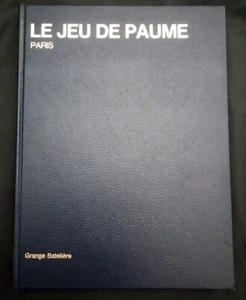 LE JEU DE PAUME
PARIS
Grange Batelière